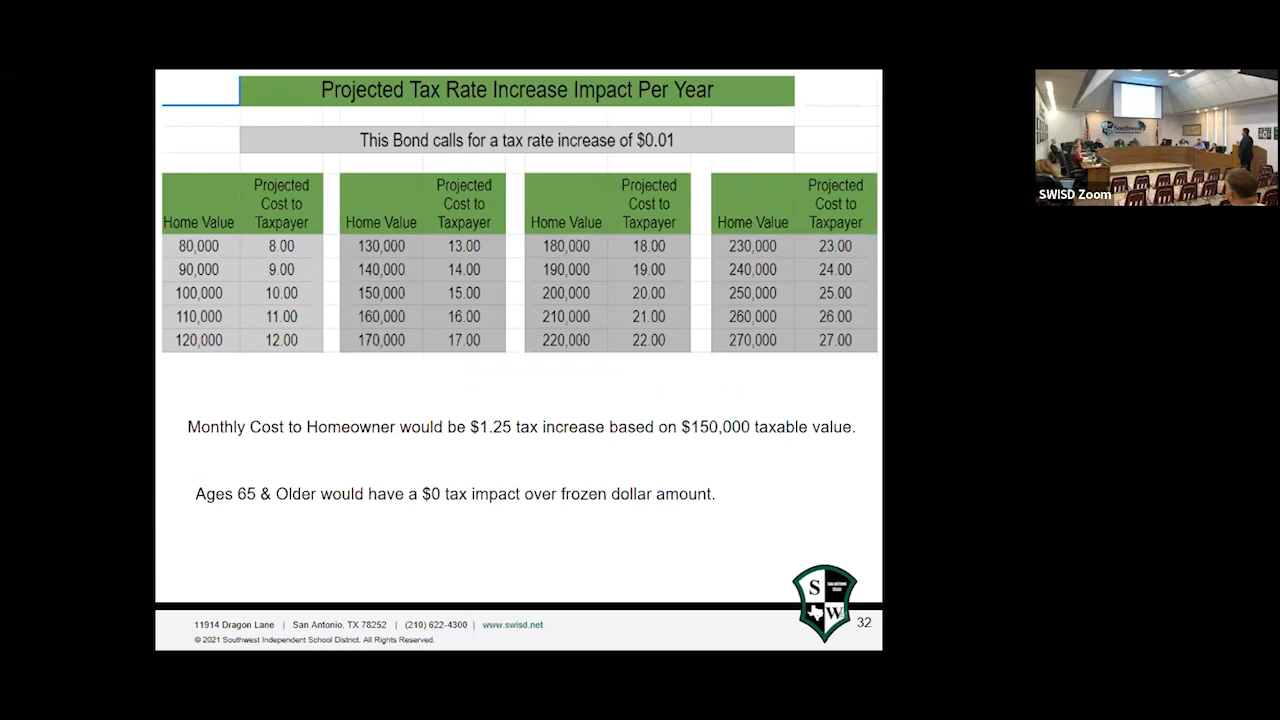 Projected Tax Rate Increase Impact Per Year
This Bond calls for a tax rate increase of $0.01
Home Value Projected Cost to Taxpayer Home Value Projected Cost to Taxpayer Home Value Projected Cost to Taxpayer Home Value Projected Cost to Taxpayer
80,000 8.00 130,000 13.00 180,000 18.00 230,000 23.00
90,000 9.00 140,000 14.00 190,000 19.00 240,000 24.00
100,000 10.00 150,000 15.00 200,000 20.00 250,000 25.00
110,000 11.00 160,000 16.00 210,000 21.00 260,000 26.00
120,000 12.00 170,000 17.00 220,000 22.00 270,000 27.00
Monthly Cost to Homeowner would be $1.25 tax increase based on $150,000 taxable value.
Ages 65 & Older would have a $0 tax impact over frozen dollar amount.
S
SAN ANTONIO
TEXAS
W
11914 Dragon Lane | San Antonio, TX 78252 | (210) 622-4300 | www.swisd.net
© 2021 Southwest Independent School District. All Rights Reserved.
32
Southwest
SWISD Zoom